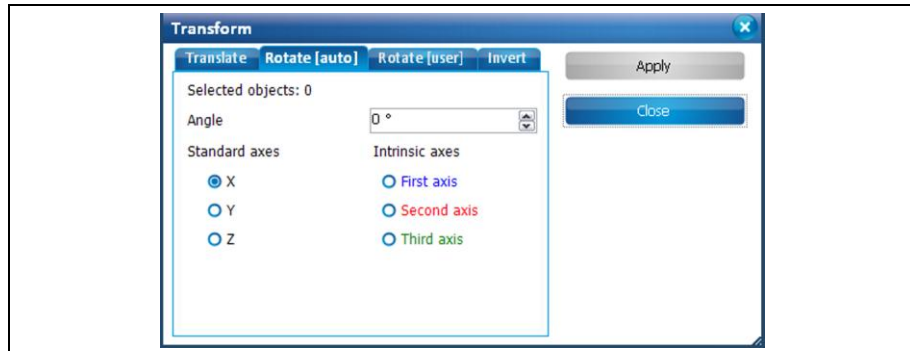 Transform
Translate Rotate [auto] Rotate [user] Invert
Apply
Selected objects: 0
Close
Angle 0 °
Standard axes Intrinsic axes
X First axis
Y Second axis
Z Third axis